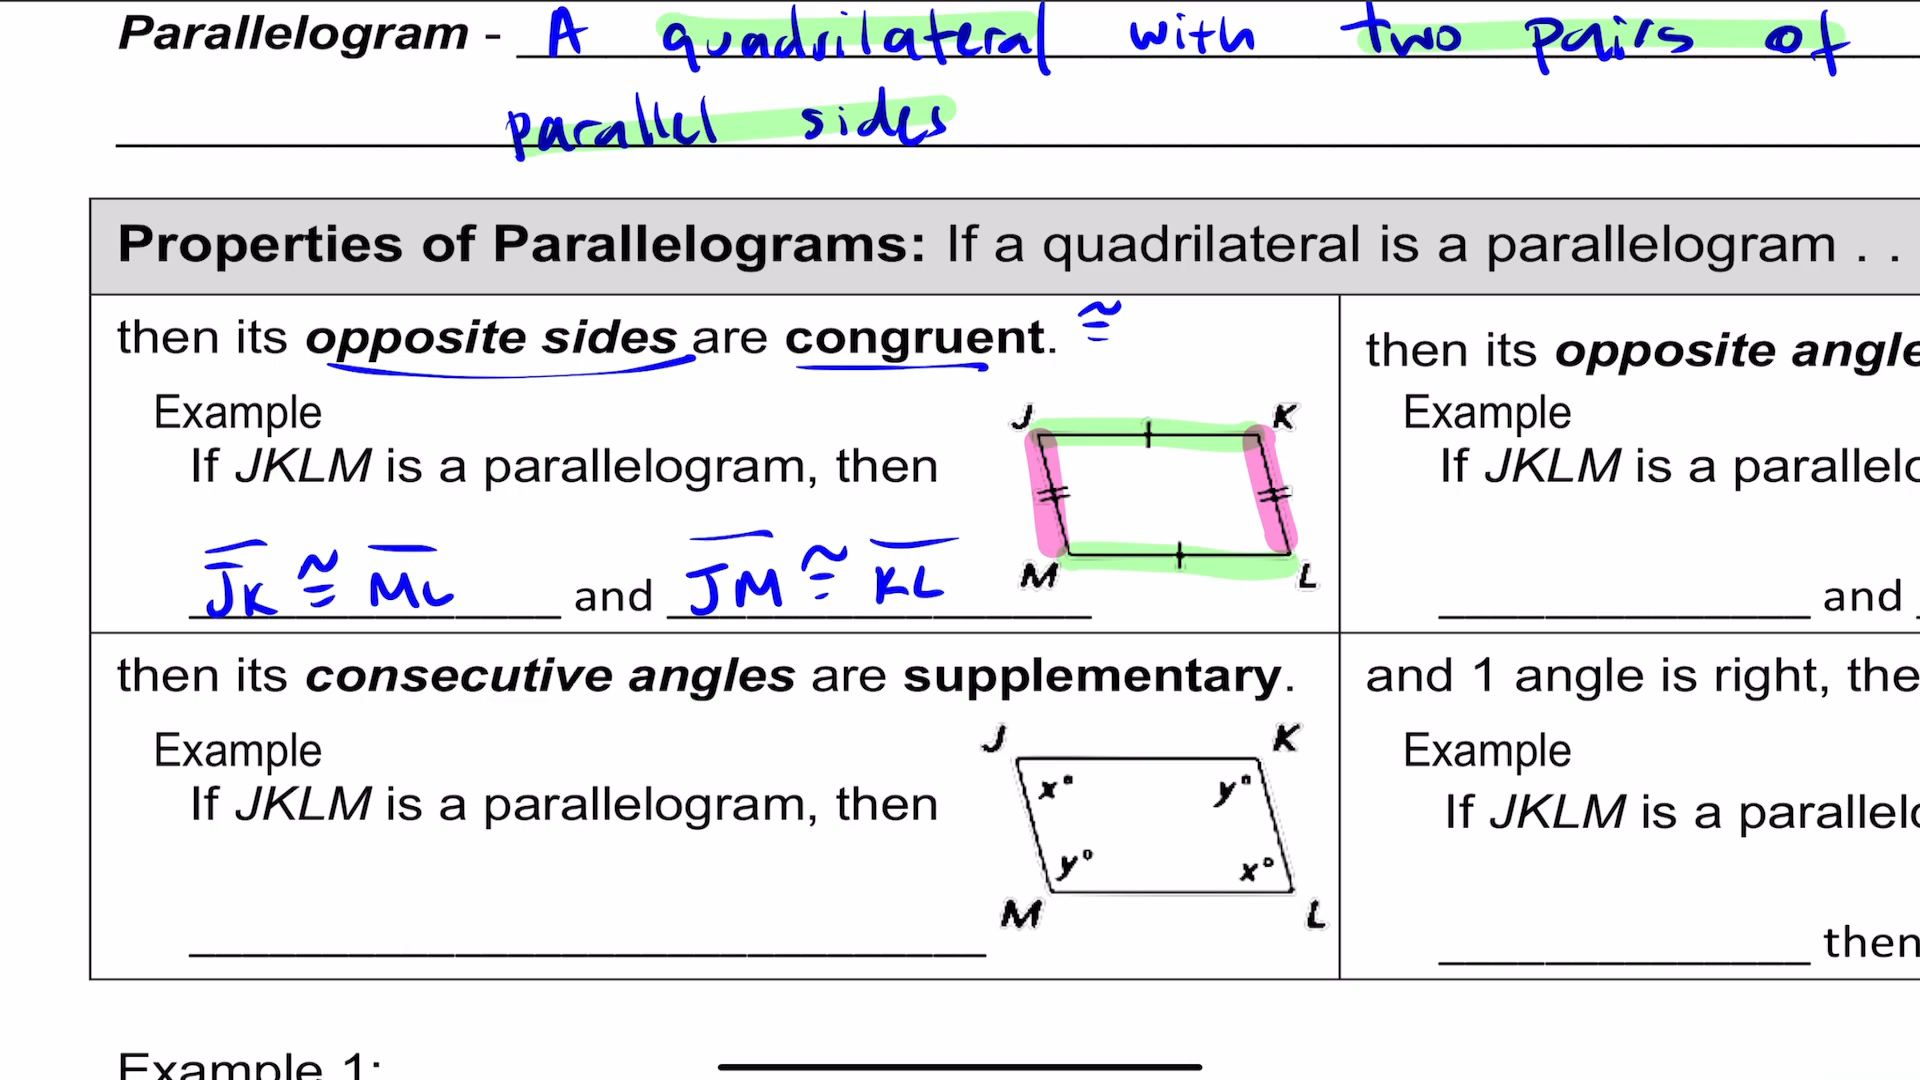 Parallelogram - A quadrilateral with two pairs of
parallel sides
Properties of Parallelograms: If a quadrilateral is a parallelogram . .
then its opposite sides are congruent. ≅
Example
If JKLM is a parallelogram, then
JK ≅ ML and JM ≅ KL
J K
M L
then its opposite angle
Example
If JKLM is a parallelo
and
then its consecutive angles are supplementary.
Example
If JKLM is a parallelogram, then
J K
x° y°
y° x°
M L
and 1 angle is right, the
Example
If JKLM is a parallelo
then
Example 1: